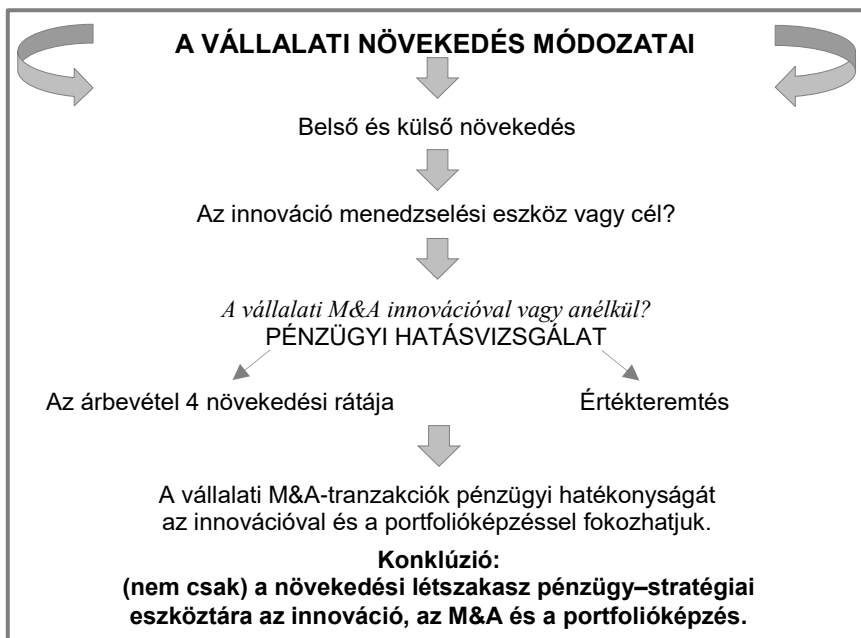 A VÁLLALATI NÖVEKEDÉS MÓDOZATAI
Belső és külső növekedés
Az innováció menedzselési eszköz vagy cél?
A vállalati M&A innovációval vagy anélkül?
PÉNZÜGYI HATÁSVIZSGÁLAT
Az árbevétel 4 növekedési rátája
Értékteremtés
A vállalati M&A-tranzakciók pénzügyi hatékonyságát
az innovációval és a portfolióképzéssel fokozhatjuk.
Konklúzió:
(nem csak) a növekedési létszakasz pénzügy–stratégiai
eszköztára az innováció, az M&A és a portfolióképzés.